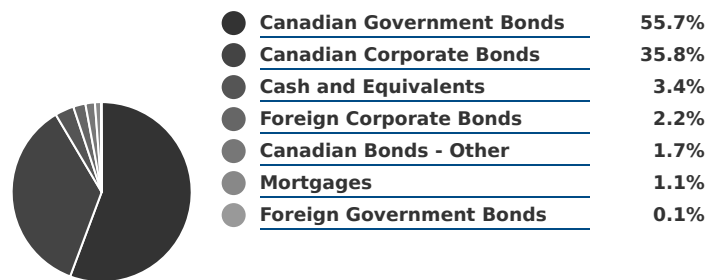 Canadian Government Bonds 55.7%
Canadian Corporate Bonds 35.8%
Cash and Equivalents 3.4%
Foreign Corporate Bonds 2.2%
Canadian Bonds - Other 1.7%
Mortgages 1.1%
Foreign Government Bonds 0.1%